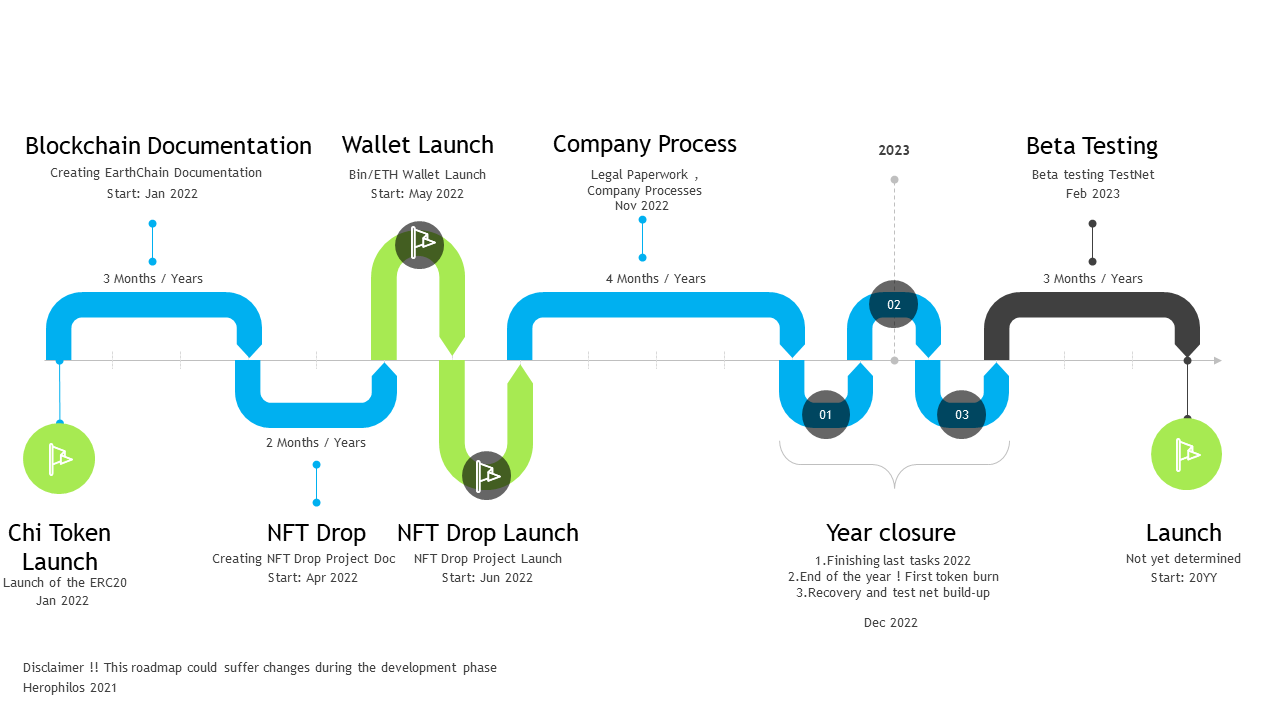 Blockchain Documentation
Creating EarthChain Documentation
Start: Jan 2022
3 Months / Years
Wallet Launch
Bin/ETH Wallet Launch
Start: May 2022
Company Process
Legal Paperwork ,
Company Processes
Nov 2022
4 Months / Years
2023
02
Beta Testing
Beta testing TestNet
Feb 2023
3 Months / Years
01
03
2 Months / Years
Chi Token
Launch
Launch of the ERC20
Jan 2022
NFT Drop
Creating NFT Drop Project Doc
Start: Apr 2022
NFT Drop Launch
NFT Drop Project Launch
Start: Jun 2022
Year closure
1.Finishing last tasks 2022
2.End of the year ! First token burn
3.Recovery and test net build-up
Dec 2022
Launch
Not yet determined
Start: 20YY
Disclaimer !! This roadmap could suffer changes during the development phase
Herophilos 2021